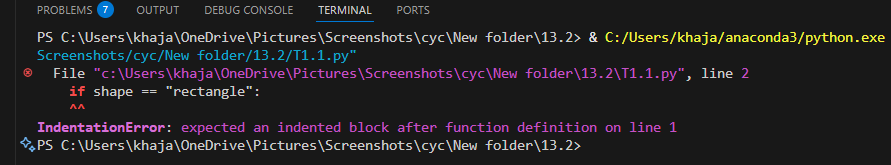 PROBLEMS 7 OUTPUT DEBUG CONSOLE TERMINAL PORTS
PS C:\Users\khaja\OneDrive\Pictures\Screenshots\cyc\New folder\13.2> & C:/Users/khaja/anaconda3/python.exe
Screenshots/cyc/New folder/13.2/T1.1.py"
File "c:\Users\khaja\OneDrive\Pictures\Screenshots\cyc\New folder\13.2\T1.1.py", line 2
if shape == "rectangle":
^^
IndentationError: expected an indented block after function definition on line 1
PS C:\Users\khaja\OneDrive\Pictures\Screenshots\cyc\New folder\13.2>